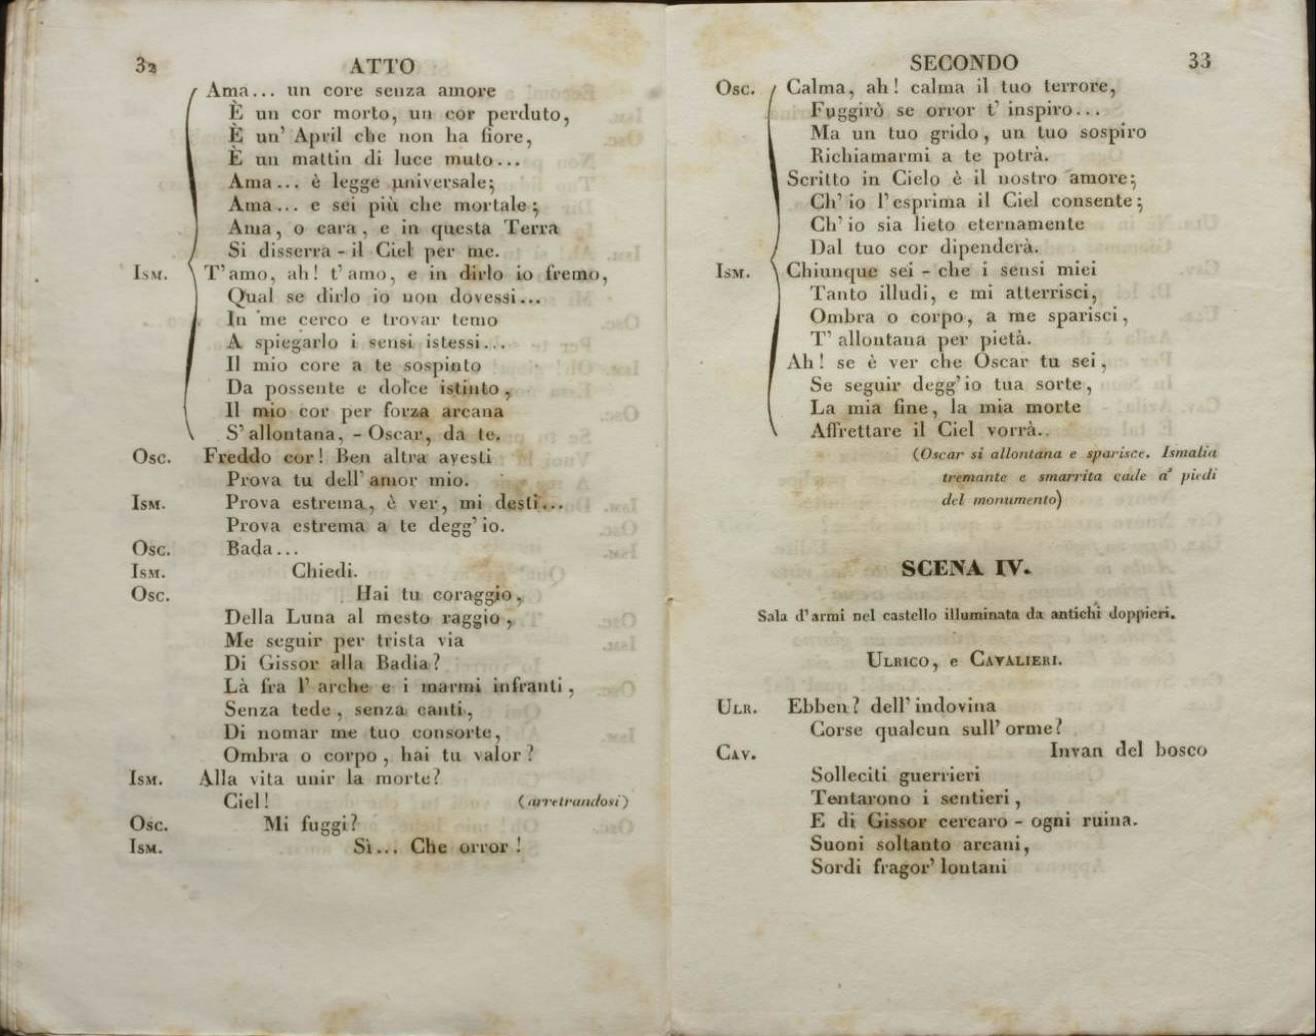 32
ATTO
Ama... un core senza amore
È un cor morto, un cor perduto,
È un' April che non ha fiore,
È un mattin di luce muto...
Ama... è legge universale;
Ama... e sei più che mortale;
Ama, o cara, e in questa Terra
Si disserra - il Ciel per me.
Ism. T'amo, ah! t'amo, e in dirlo io fremo,
Qual se dirlo io non dovessi...
In me cerco e trovar temo
A spiegarlo i sensi istessi...
Il mio core a te sospinto
Da possente e dolce istinto,
Il mio cor per forza arcana
S'allontana, - Oscar, da te.
Osc. Freddo cor! Ben altra avesti
Prova tu dell'amor mio.
Ism. Prova estrema, è ver, mi desti...
Prova estrema a te degg'io.
Osc. Bada...
Ism. Chiedi.
Osc. Hai tu coraggio,
Della Luna al mesto raggio,
Me seguir per trista via
Di Gissor alla Badia?
Là fra l'arche e i marmi infranti,
Senza tede, senza canti,
Di nomar me tuo consorte,
Ombra o corpo, hai tu valor?
Ism. Alla vita unir la morte?
Ciel! (arretrandosi)
Osc. Mi fuggi?
Ism. Sì... Che orror!
SECONDO
33
Osc. Calma, ah! calma il tuo terrore,
Fuggirò se orror t'inspiro...
Ma un tuo grido, un tuo sospiro
Richiamarmi a te potrà.
Scritto in Cielo è il nostro amore;
Ch'io l'esprima il Ciel consente;
Ch'io sia lieto eternamente
Dal tuo cor dipenderà.
Ism. Chiunque sei - che i sensi miei
Tanto illudi, e mi atterrisci,
Ombra o corpo, a me sparisci,
T'allontana per pietà.
Ah! se è ver che Oscar tu sei,
Se seguir degg'io tua sorte,
La mia fine, la mia morte
Affrettare il Ciel vorrà.
(Oscar si allontana e sparisce. Ismalia
tremante e smarrita cade a' piedi
del monumento)
SCENA IV.
Sala d'armi nel castello illuminata da antichi doppieri.
Ulrico, e Cavalieri.
Ulr. Ebben? dell'indovina
Corse qualcun sull'orme?
Cav. Invan del bosco
Solleciti guerrieri
Tentarono i sentieri,
E di Gissor cercaro - ogni ruina.
Suoni soltanto arcani,
Sordi fragor' lontani